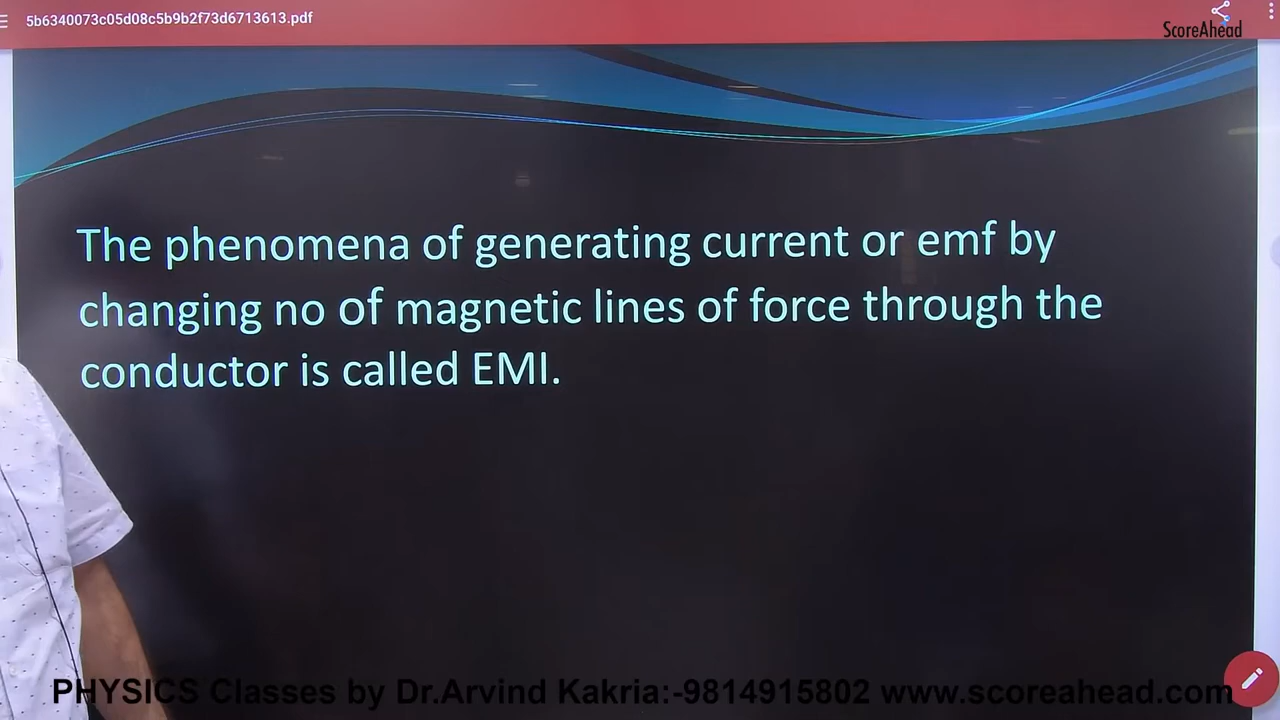 5b6340073c05d08c5b9b2f73d6713613.pdf
ScoreAhead
The phenomena of generating current or emf by
changing no of magnetic lines of force through the
conductor is called EMI.
PHYSICS Classes by Dr.Arvind Kakria:-9814915802 www.scoreahead.com